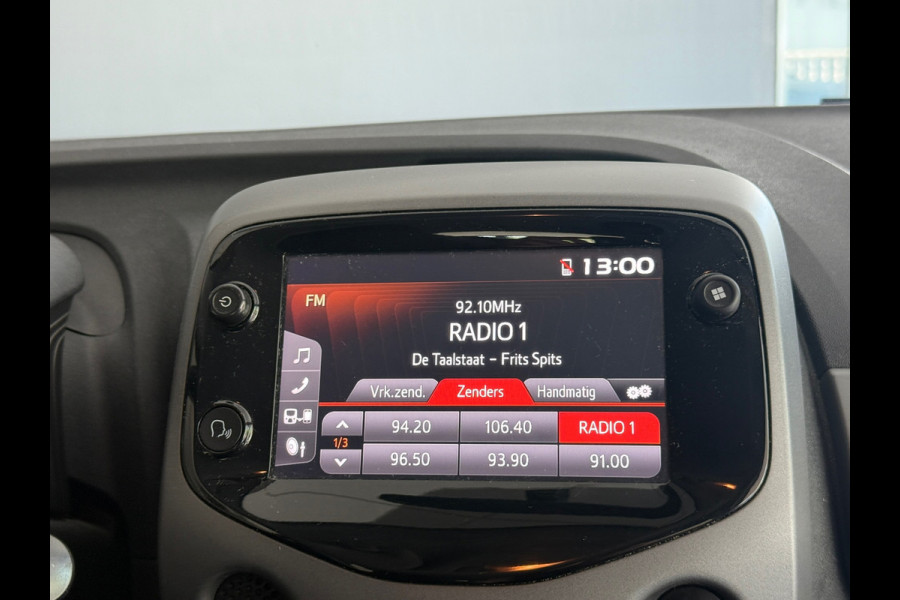 13:00
FM
92.10MHz
RADIO 1
De Taalstaat - Frits Spits
Vrk.zend. Zenders Handmatig
94.20 106.40 RADIO 1
1/3
96.50 93.90 91.00